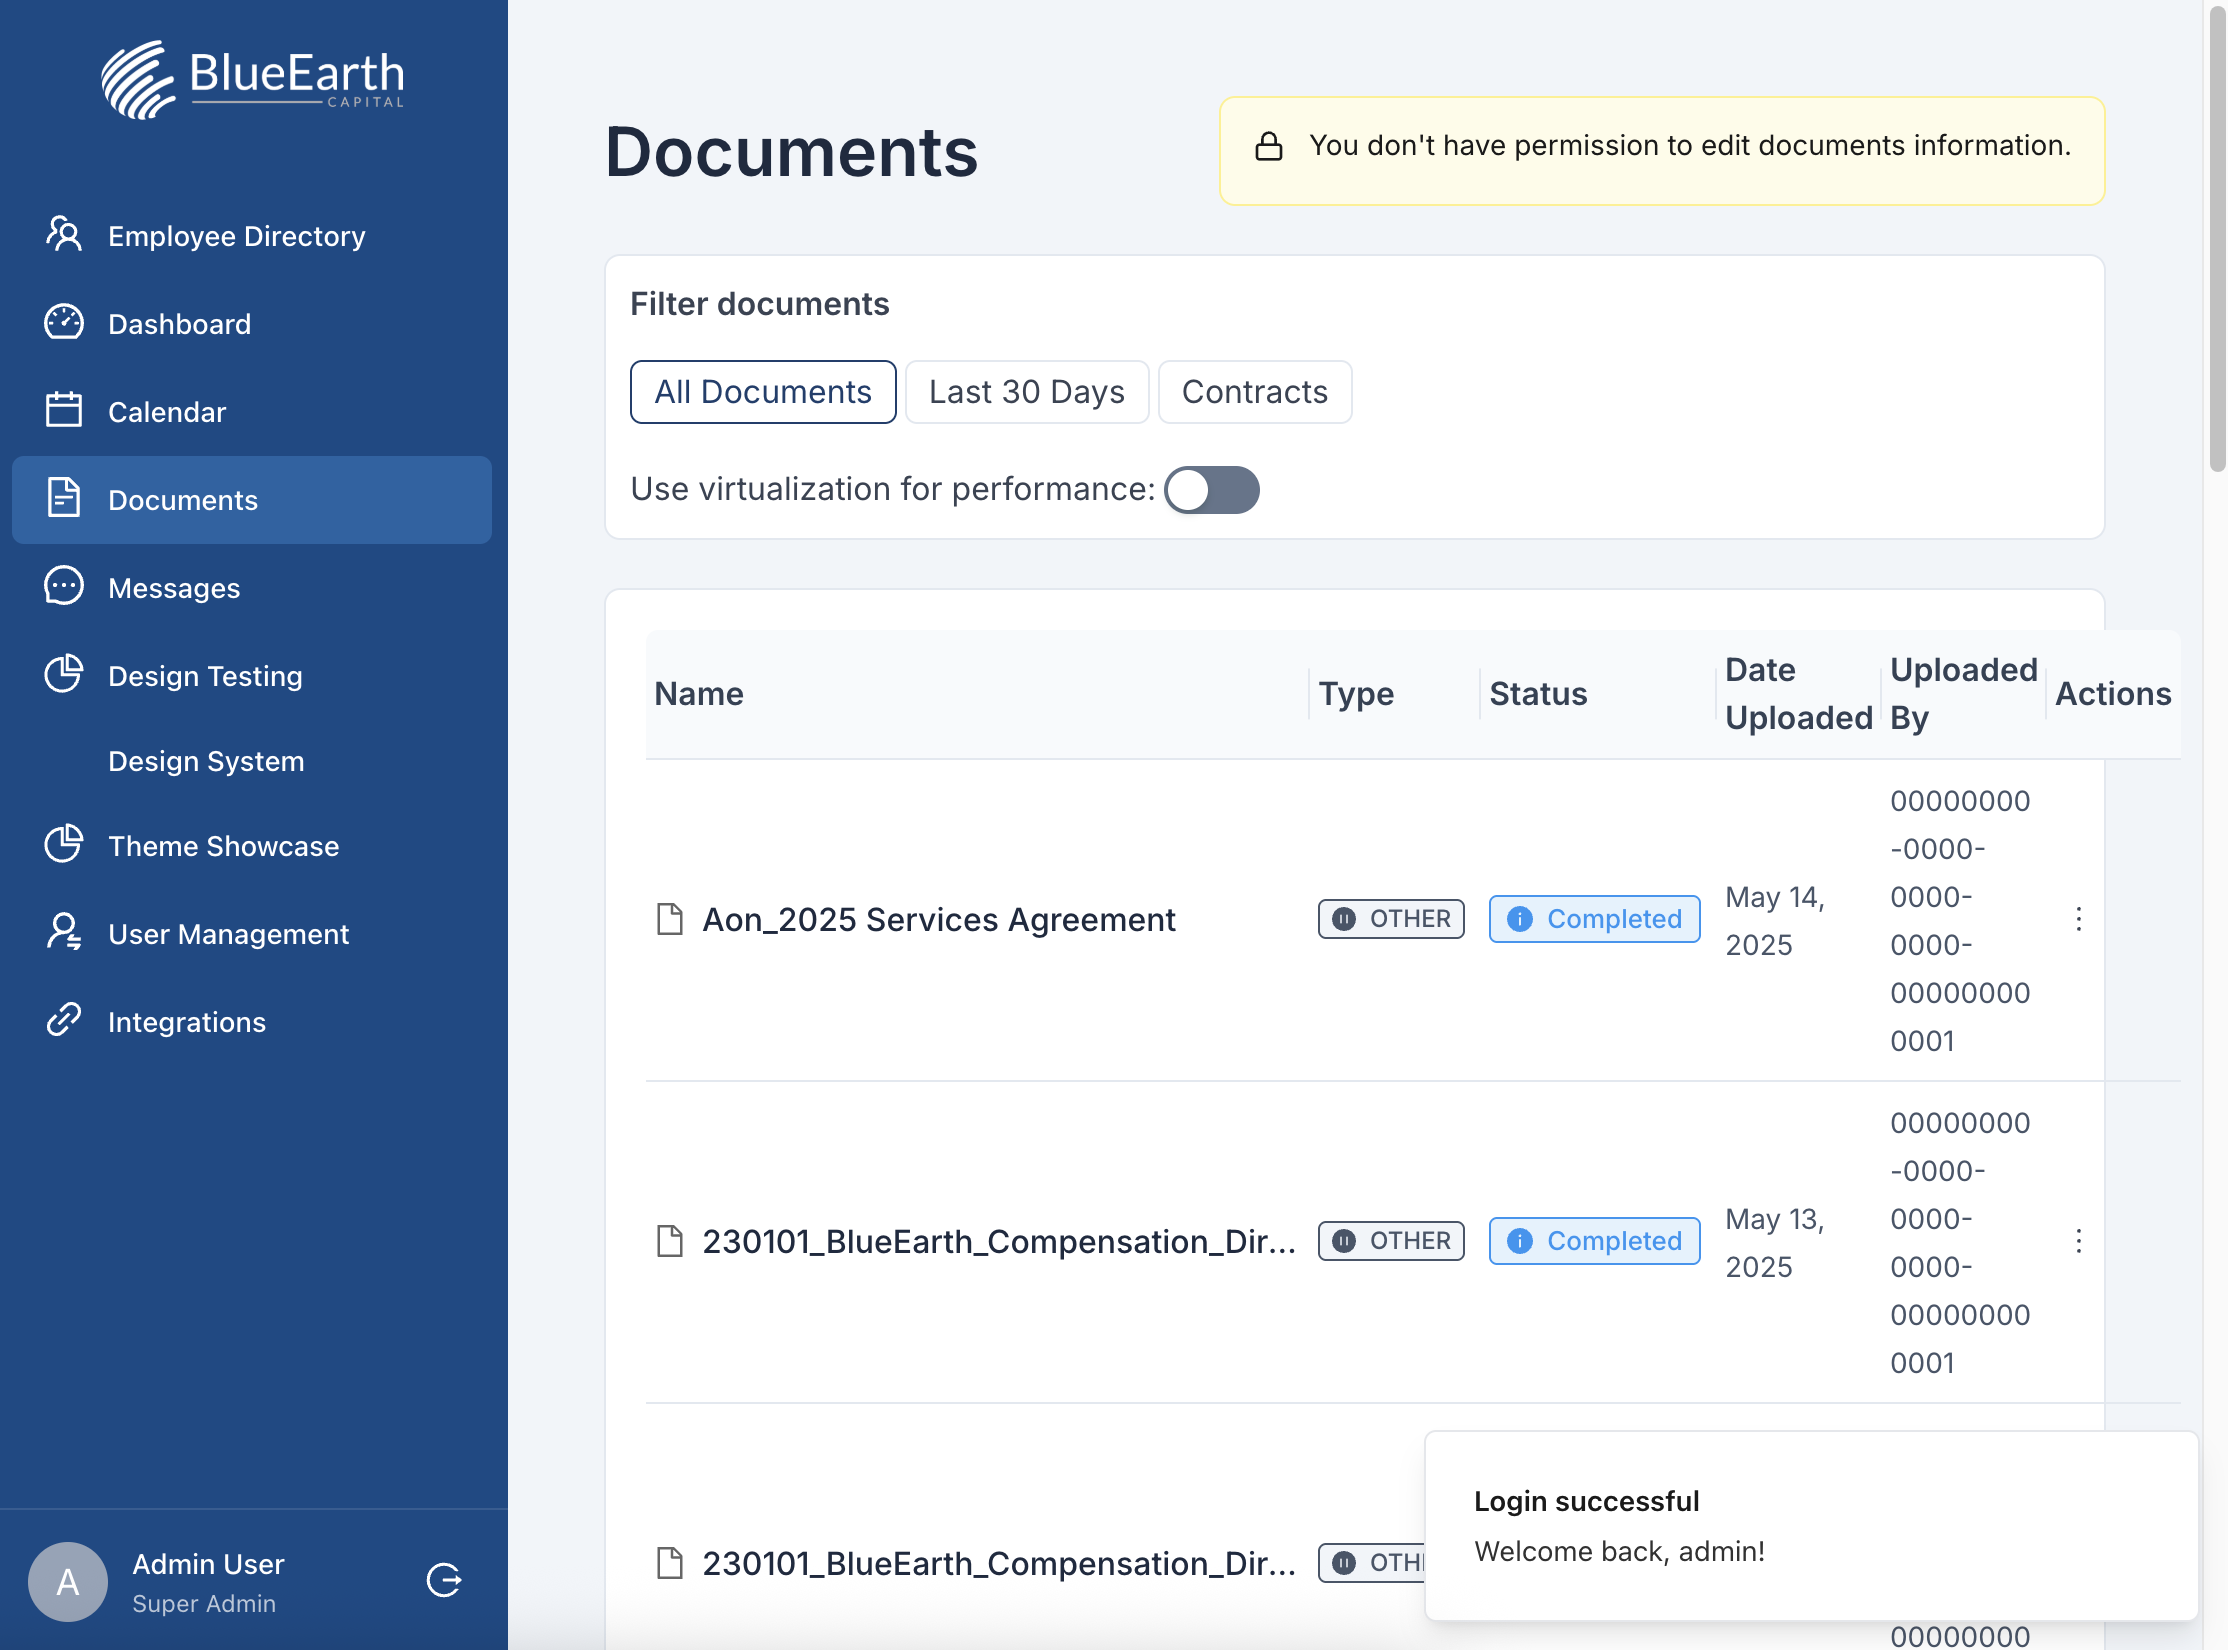 BlueEarth
CAPITAL
Employee Directory
Dashboard
Calendar
Documents
Messages
Design Testing
Design System
Theme Showcase
User Management
Integrations
A
Admin User
Super Admin
Documents
You don't have permission to edit documents information.
Filter documents
All Documents
Last 30 Days
Contracts
Use virtualization for performance:
Name
Type
Status
Date
Uploaded
Uploaded
By
Actions
Aon_2025 Services Agreement
OTHER
Completed
May 14,
2025
00000000
-0000-
0000-
0000-
00000000
0001
230101_BlueEarth_Compensation_Dir...
OTHER
Completed
May 13,
2025
00000000
-0000-
0000-
0000-
00000000
0001
230101_BlueEarth_Compensation_Dir...
Login successful
Welcome back, admin!
00000000